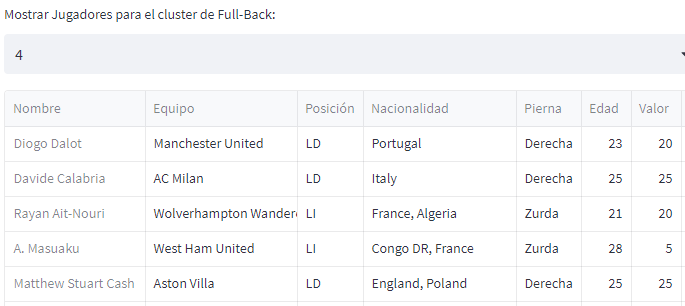 Mostrar Jugadores para el cluster de Full-Back:
4
Nombre Equipo Posición Nacionalidad Pierna Edad Valor
Diogo Dalot Manchester United LD Portugal Derecha 23 20
Davide Calabria AC Milan LD Italy Derecha 25 25
Rayan Ait-Nouri Wolverhampton Wander LI France, Algeria Zurda 21 20
A. Masuaku West Ham United LI Congo DR, France Zurda 28 5
Matthew Stuart Cash Aston Villa LD England, Poland Derecha 25 25